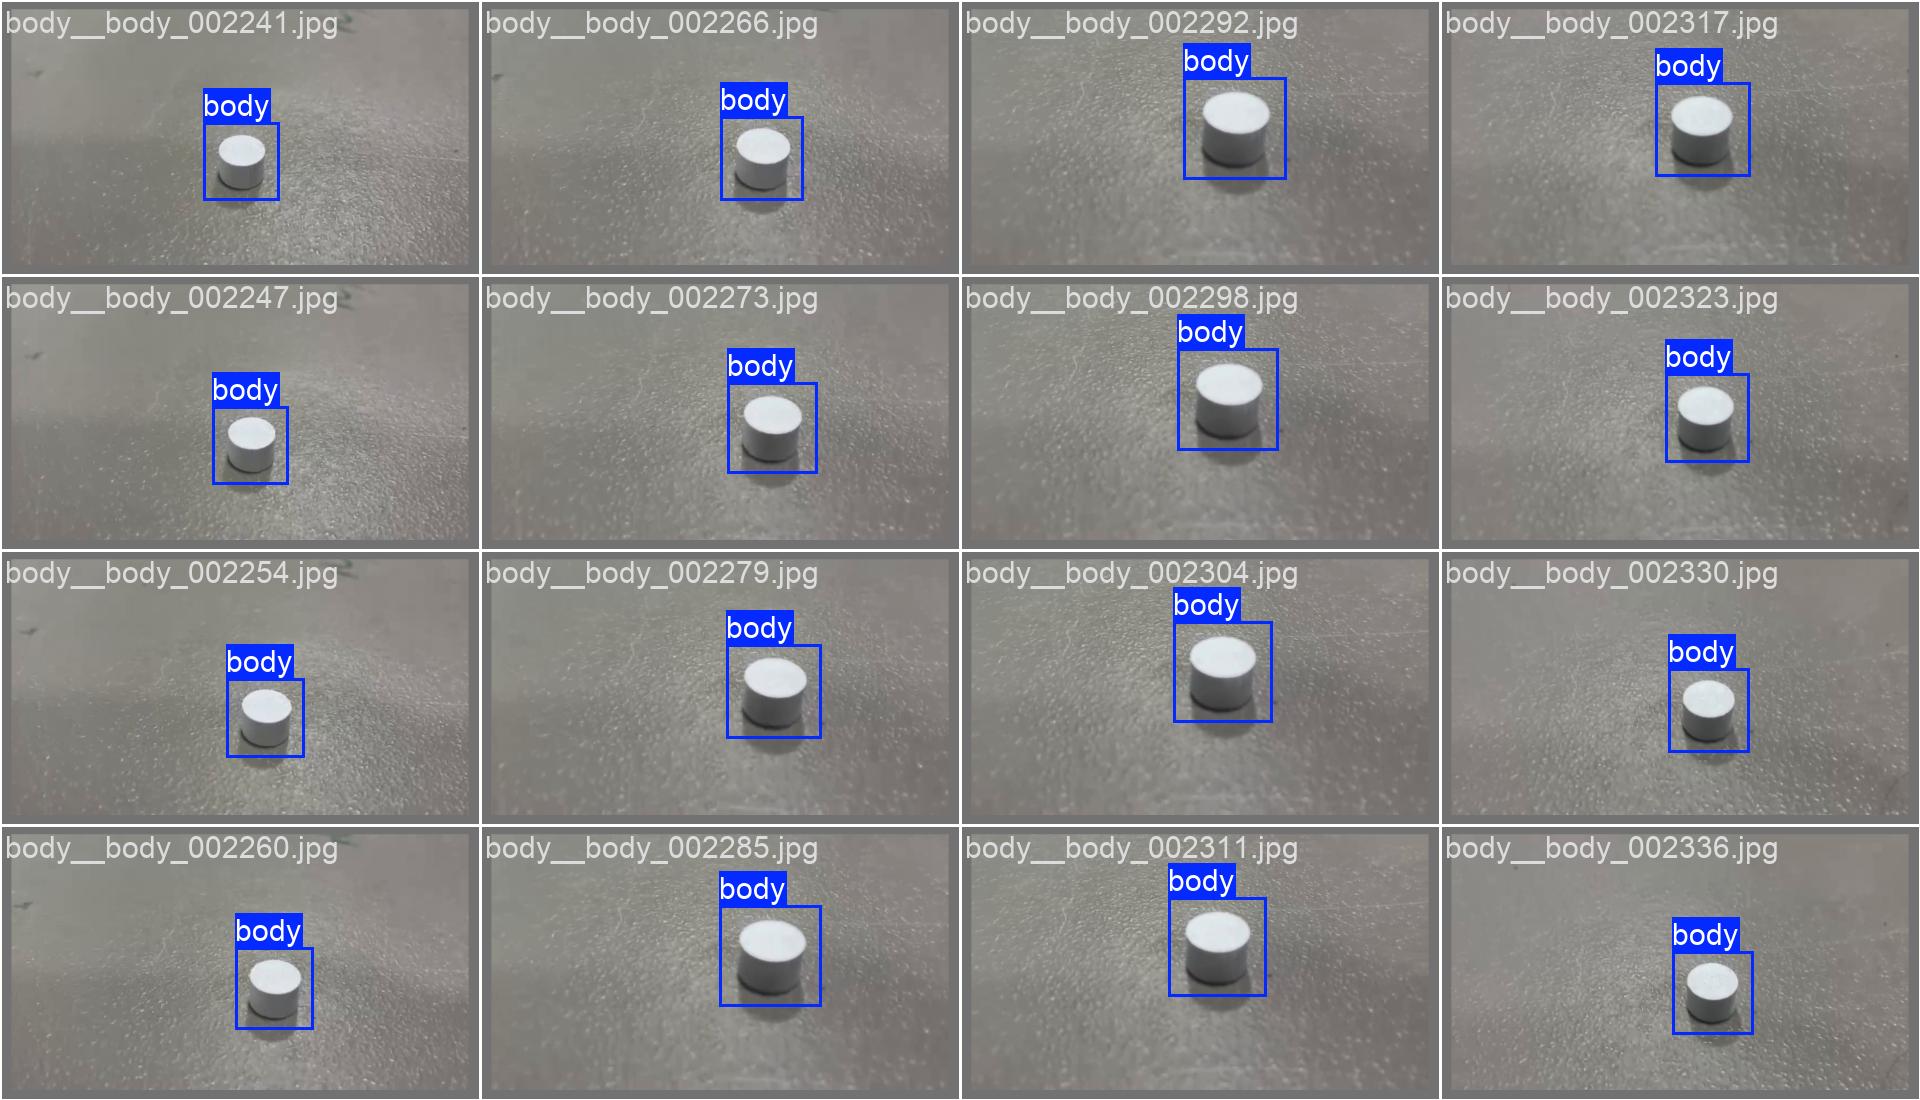 body__body_002241.jpg
body
body__body_002266.jpg
body
body__body_002292.jpg
body
body__body_002317.jpg
body
body__body_002247.jpg
body
body__body_002273.jpg
body
body__body_002298.jpg
body
body__body_002323.jpg
body
body__body_002254.jpg
body
body__body_002279.jpg
body
body__body_002304.jpg
body
body__body_002330.jpg
body
body__body_002260.jpg
body
body__body_002285.jpg
body
body__body_002311.jpg
body
body__body_002336.jpg
body